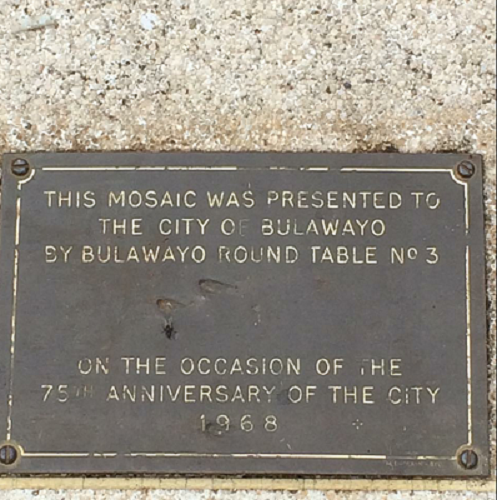 THIS MOSAIC WAS PRESENTED TO
THE CITY OF BULAWAYO
BY BULAWAYO ROUND TABLE Nº 3
ON THE OCCASION OF THE
75TH ANNIVERSARY OF THE CITY
1968